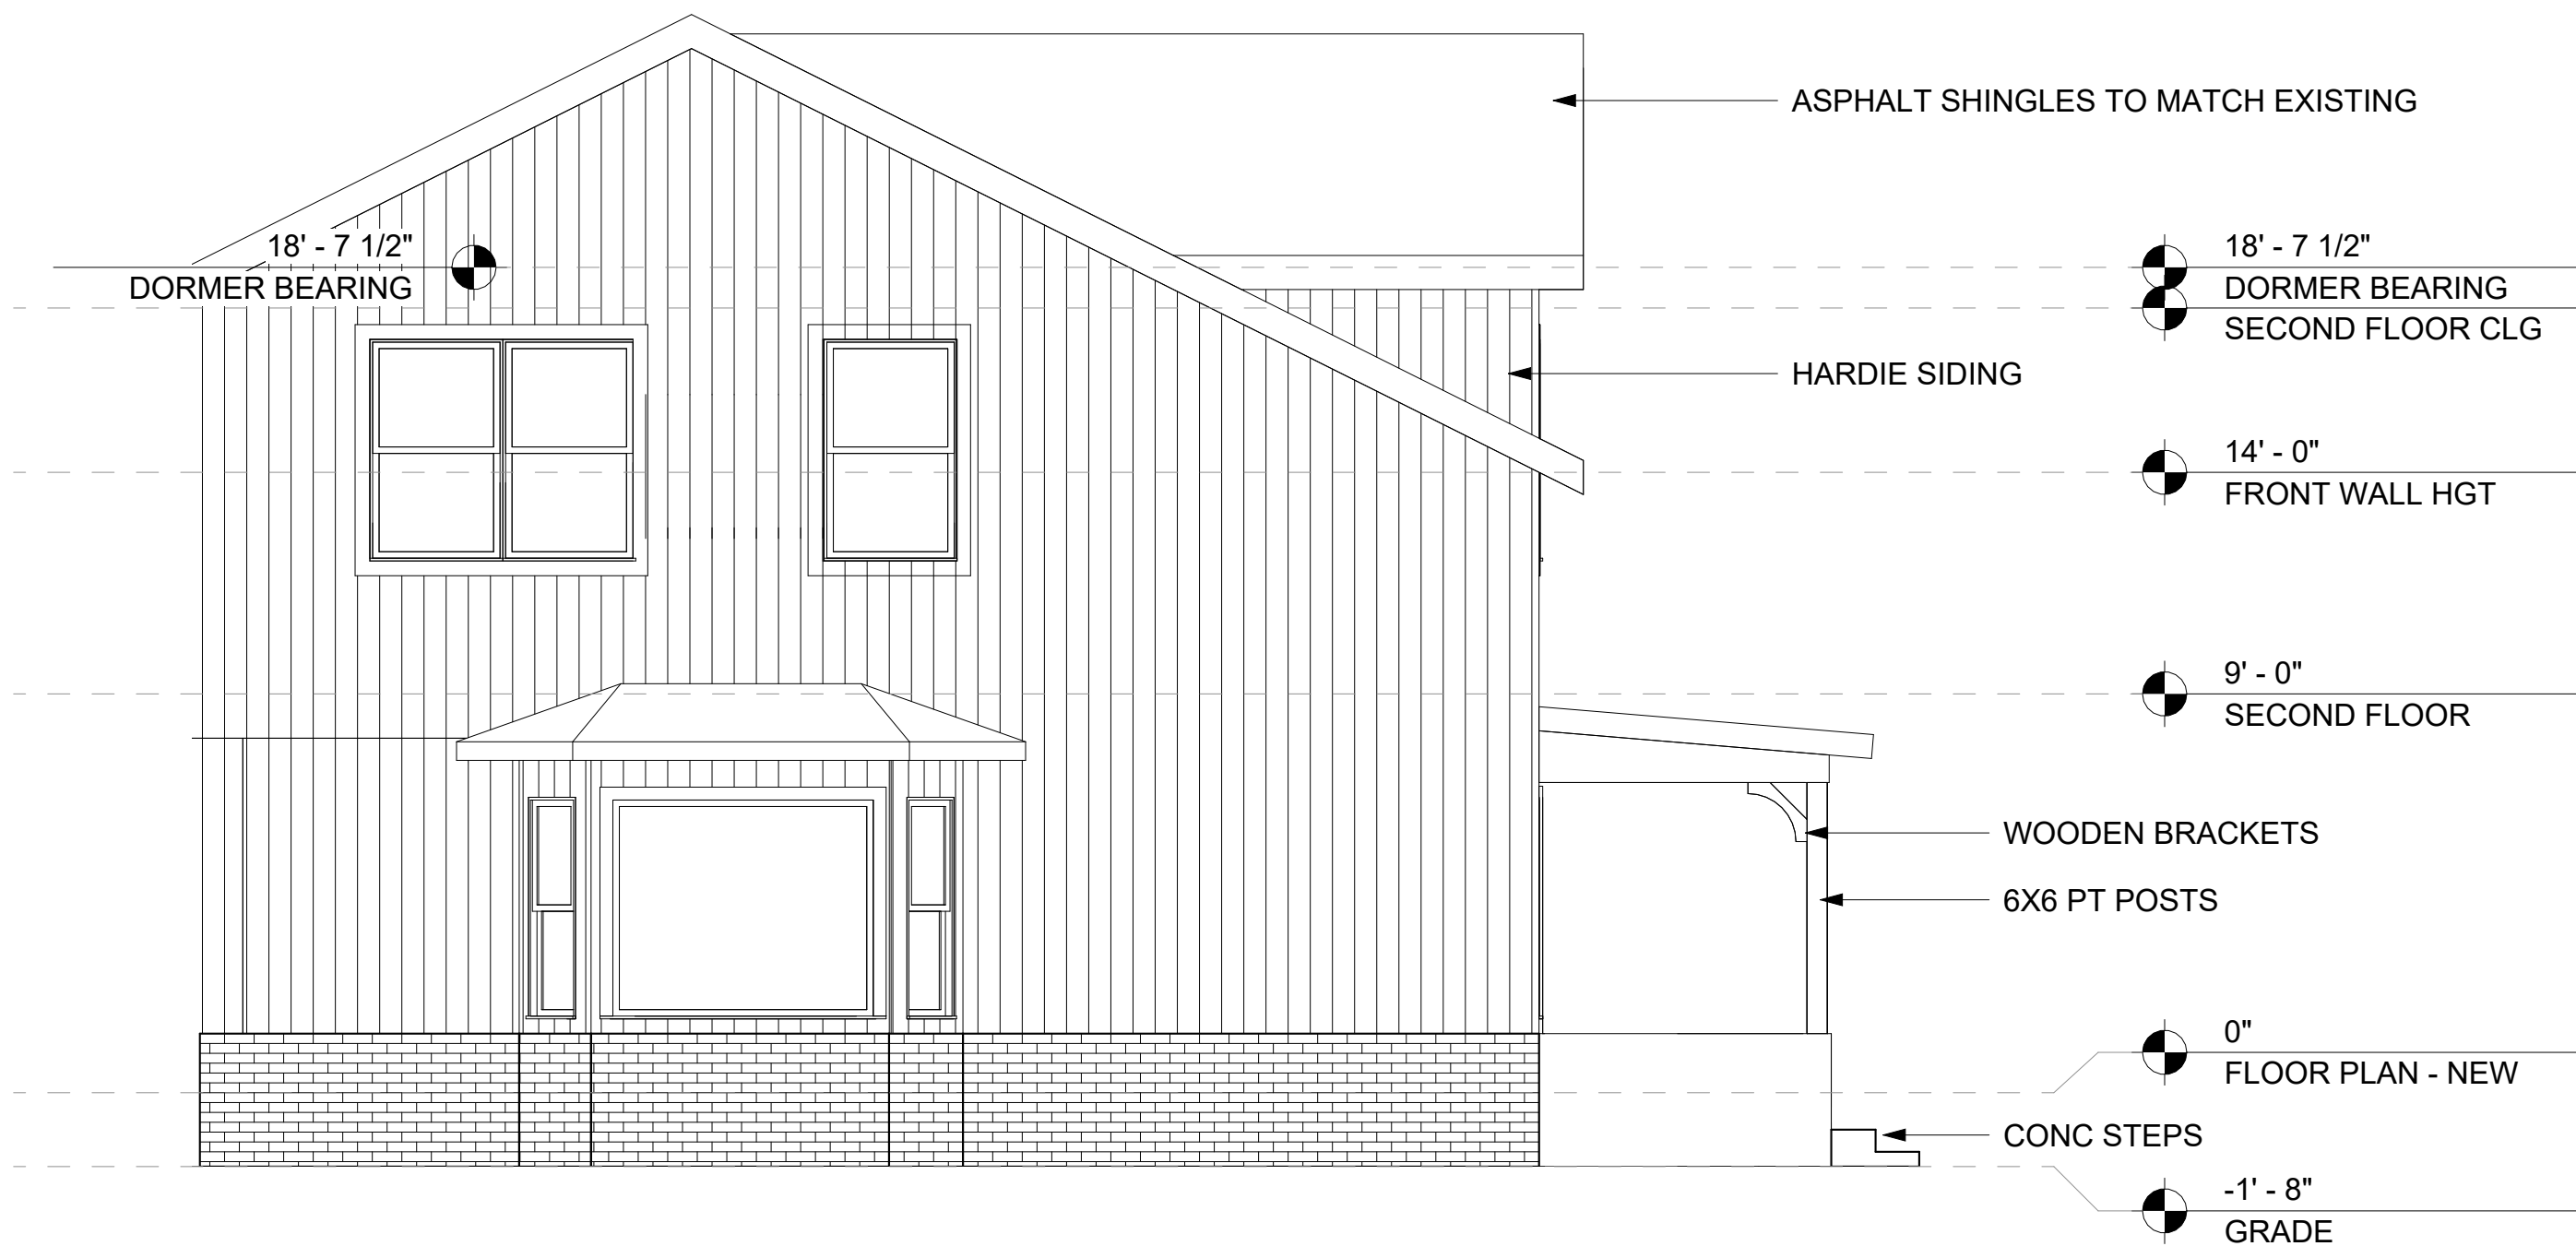 ASPHALT SHINGLES TO MATCH EXISTING
18' - 7 1/2"
DORMER BEARING
18' - 7 1/2"
DORMER BEARING
SECOND FLOOR CLG
HARDIE SIDING
14' - 0"
FRONT WALL HGT
9' - 0"
SECOND FLOOR
WOODEN BRACKETS
6X6 PT POSTS
0"
FLOOR PLAN - NEW
CONC STEPS
-1' - 8"
GRADE